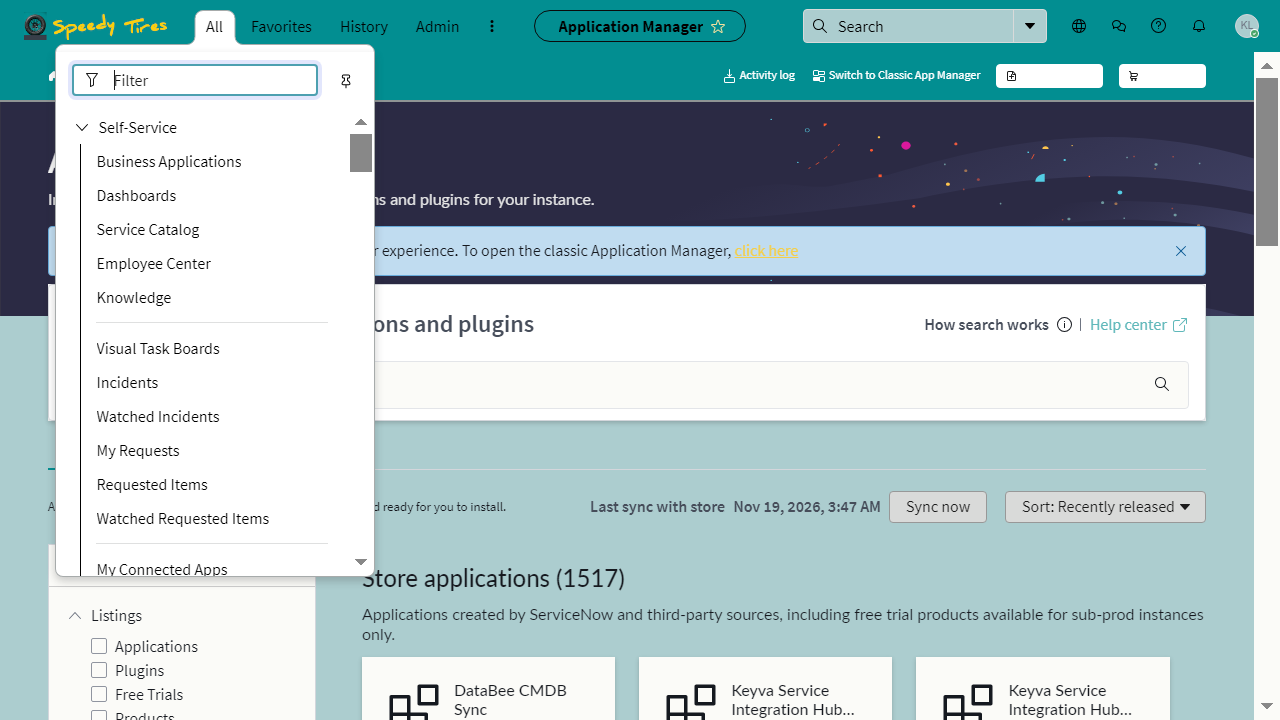 Speedy Tires
All
Favorites
History
Admin
Application Manager
Search
KL
Filter
Activity log
Switch to Classic App Manager
Self-Service
Business Applications
Dashboards
Service Catalog
Employee Center
Knowledge
Visual Task Boards
Incidents
Watched Incidents
My Requests
Requested Items
Watched Requested Items
My Connected Apps
ns and plugins for your instance.
r experience. To open the classic Application Manager, click here
ons and plugins
How search works
Help center
d ready for you to install.
Last sync with store Nov 19, 2026, 3:47 AM
Sync now
Sort: Recently released
Listings
Applications
Plugins
Free Trials
Products
Store applications (1517)
Applications created by ServiceNow and third-party sources, including free trial products available for sub-prod instances
only.
DataBee CMDB
Sync
Keyva Service
Integration Hub...
Keyva Service
Integration Hub...